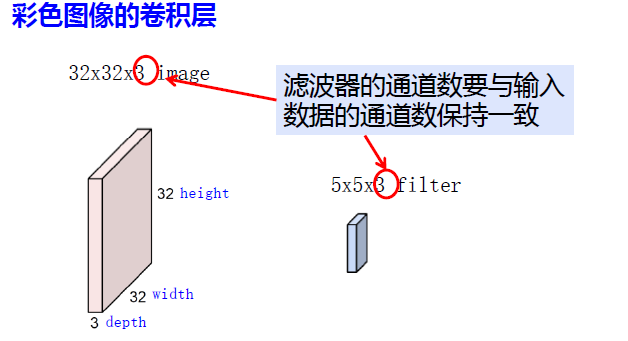 彩色图像的卷积层
32x32x3 image
滤波器的通道数要与输入
数据的通道数保持一致
5x5x3 filter
32 height
32 width
3 depth